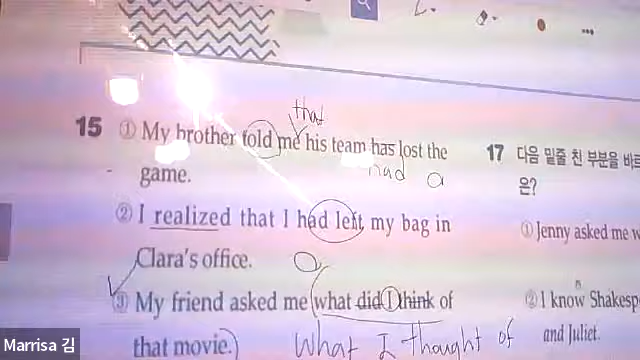 that
15 ① My brother told me his team has lost the
had
game.
② I realized that I had left my bag in
Clara's office.
③ My friend asked me what did I think of
that movie.
What I thought of
17 다음 밑줄 친 부분을
은?
① Jenny asked me
② I know
and Juliet.
Marrisa 김